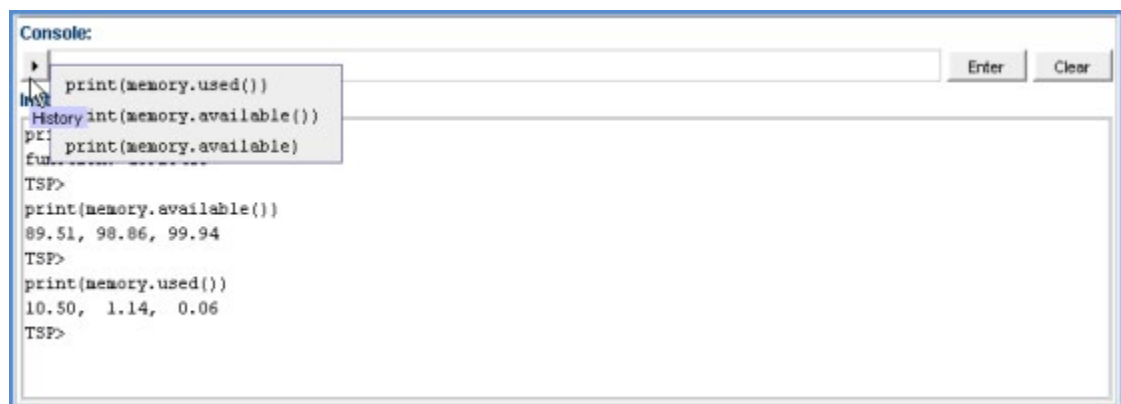 Console:
Enter
Clear
print(memory.used())
int(memory.available())
print(memory.available)
History
TSP>
print(memory.available())
89.51, 98.86, 99.94
TSP>
print(memory.used())
10.50, 1.14, 0.06
TSP>